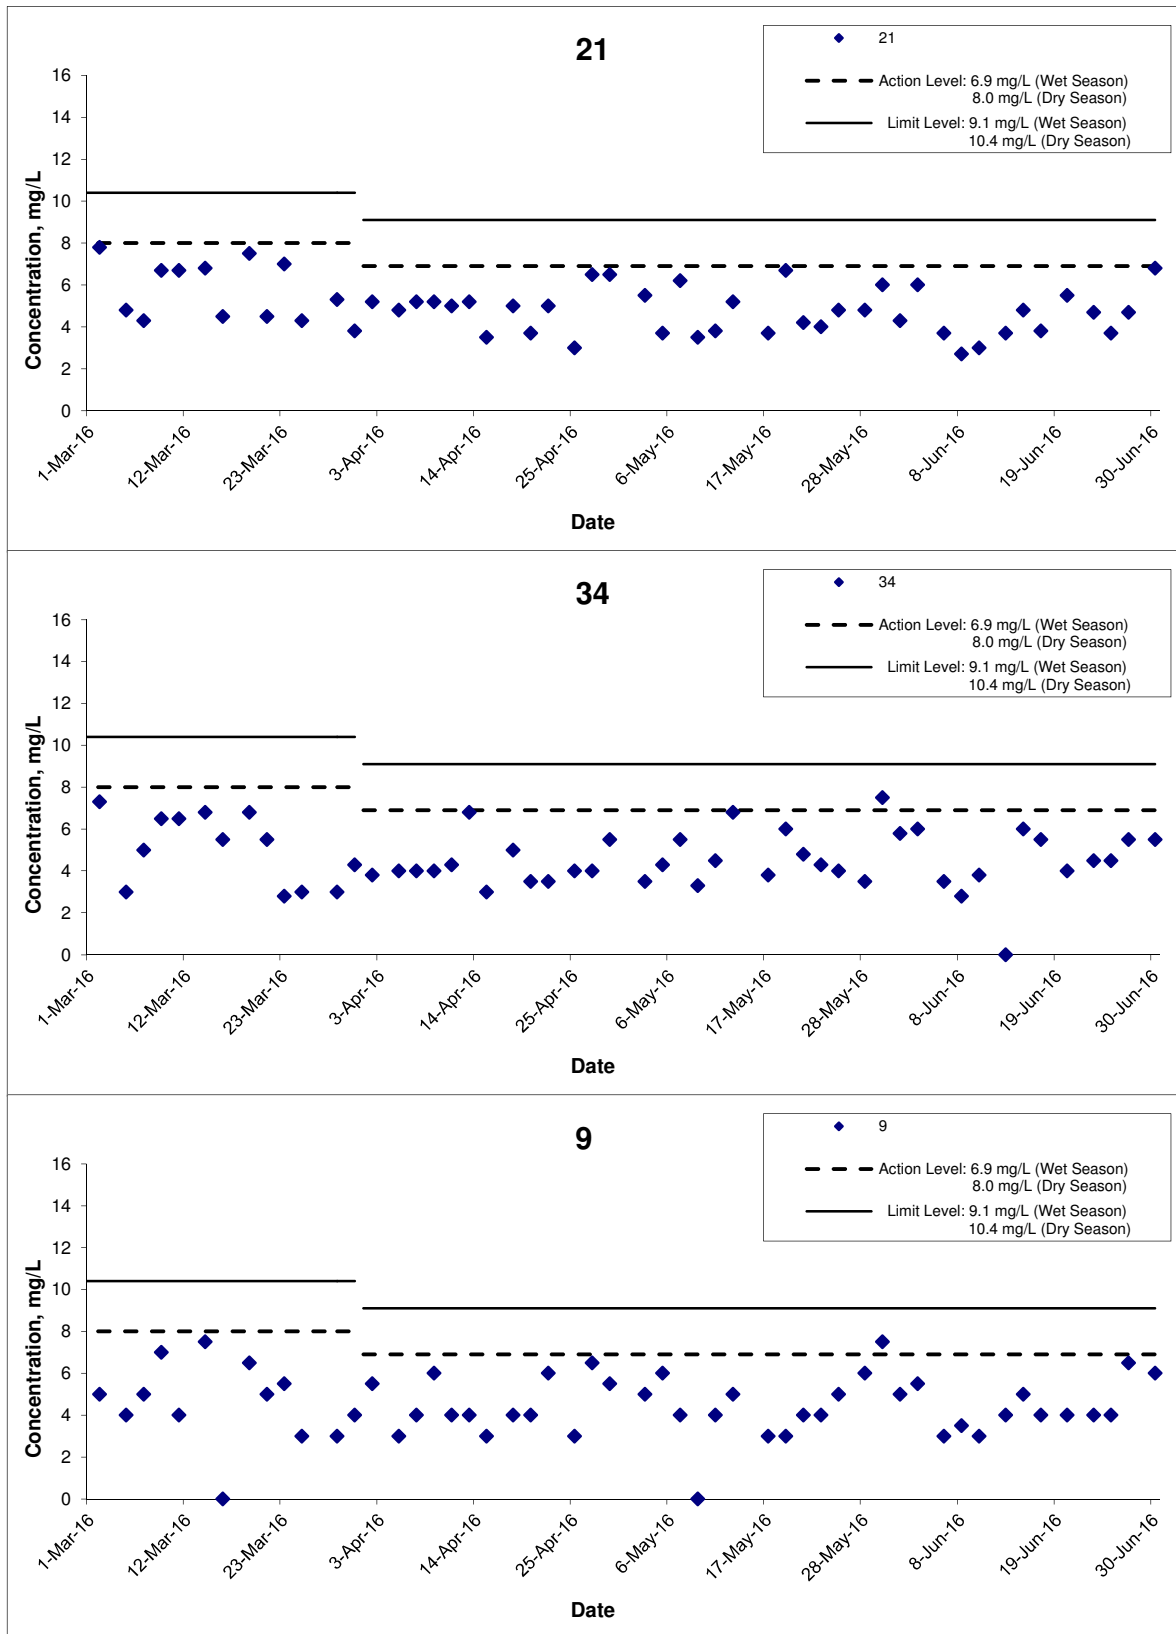 21
21
Action Level: 6.9 mg/L (Wet Season)
8.0 mg/L (Dry Season)
Limit Level: 9.1 mg/L (Wet Season)
10.4 mg/L (Dry Season)
Concentration, mg/L
16
14
12
10
8
6
4
2
0
1-Mar-16
12-Mar-16
23-Mar-16
3-Apr-16
14-Apr-16
25-Apr-16
6-May-16
17-May-16
28-May-16
8-Jun-16
19-Jun-16
30-Jun-16
Date
34
34
Action Level: 6.9 mg/L (Wet Season)
8.0 mg/L (Dry Season)
Limit Level: 9.1 mg/L (Wet Season)
10.4 mg/L (Dry Season)
Concentration, mg/L
16
14
12
10
8
6
4
2
0
1-Mar-16
12-Mar-16
23-Mar-16
3-Apr-16
14-Apr-16
25-Apr-16
6-May-16
17-May-16
28-May-16
8-Jun-16
19-Jun-16
30-Jun-16
Date
9
9
Action Level: 6.9 mg/L (Wet Season)
8.0 mg/L (Dry Season)
Limit Level: 9.1 mg/L (Wet Season)
10.4 mg/L (Dry Season)
Concentration, mg/L
16
14
12
10
8
6
4
2
0
1-Mar-16
12-Mar-16
23-Mar-16
3-Apr-16
14-Apr-16
25-Apr-16
6-May-16
17-May-16
28-May-16
8-Jun-16
19-Jun-16
30-Jun-16
Date